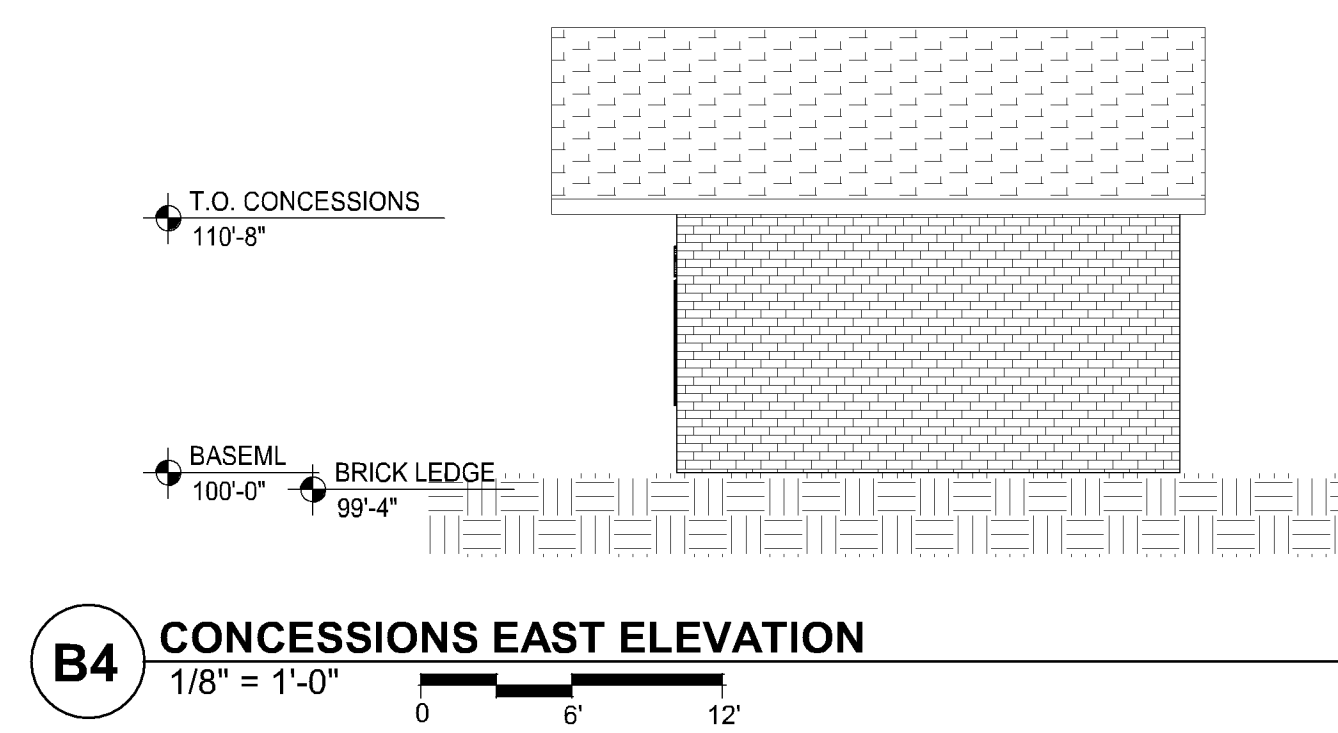 T.O. CONCESSIONS
110'-8"
BASEML
100'-0"
BRICK LEDGE
99'-4"
B4
CONCESSIONS EAST ELEVATION
1/8" = 1'-0"
0 6' 12'